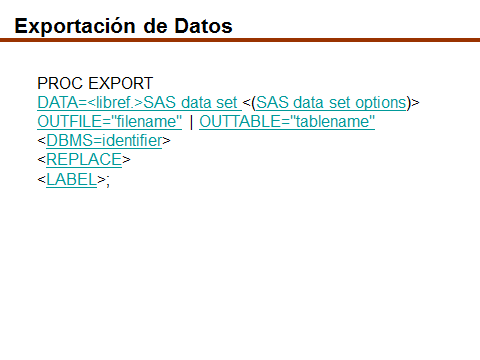 Exportación de Datos
PROC EXPORT
DATA=<libref.>SAS data set <(SAS data set options)>
OUTFILE="filename" | OUTTABLE="tablename"
<DBMS=identifier>
<REPLACE>
<LABEL>;